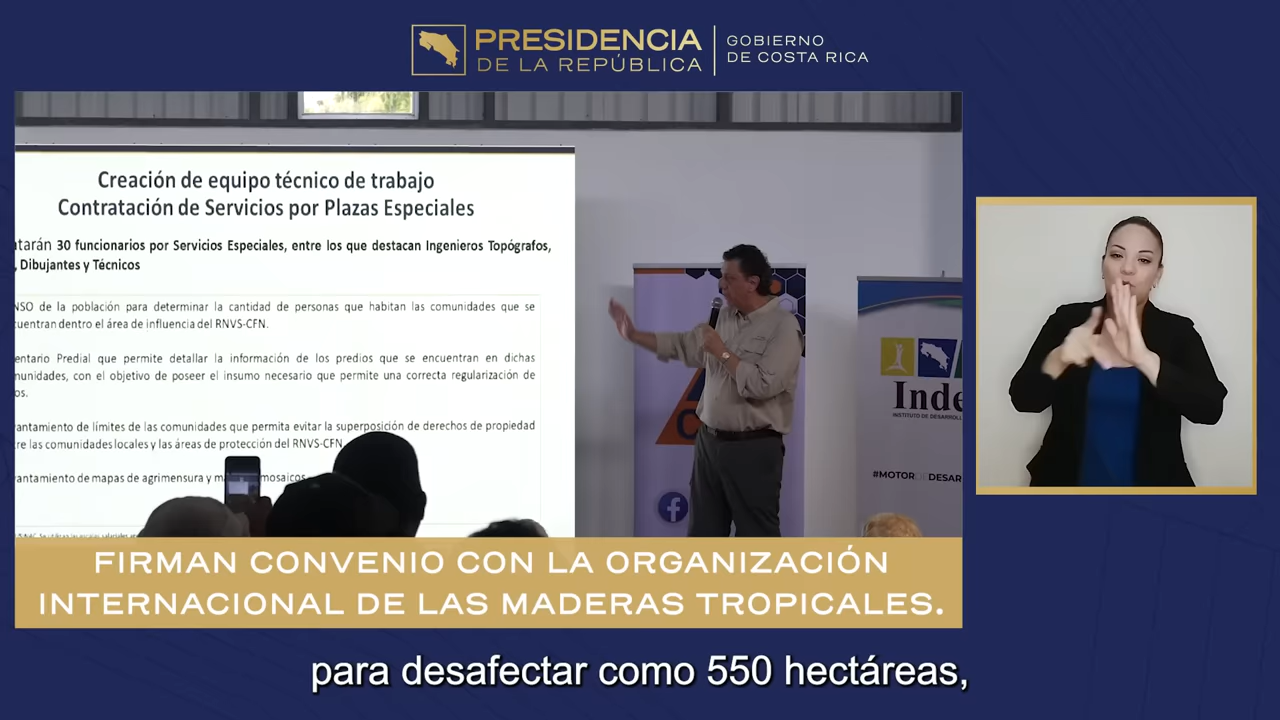 PRESIDENCIA
DE LA REPÚBLICA
GOBIERNO
DE COSTA RICA
Creación de equipo técnico de trabajo
Contratación de Servicios por Plazas Especiales
30 funcionarios por Servicios Especiales, entre los que destacan Ingenieros Topógrafos,
Dibujantes y Técnicos
de la población para determinar la cantidad de personas que habitan las comunidades que se
dentro el área de influencia del RNVS-CFN.
Predial que permite detallar la información de los predios que se encuentran en dichas
con el objetivo de poseer el insumo necesario que permite una correcta regularización de
de límites de las comunidades que permita evitar la superposición de derechos de propiedad
las comunidades locales y las áreas de protección del RNVS-CFN
de mapas de agrimensura y
mosaicos
Inde
INSTITUTO DE DESARROLL
#MOTORDEDESAR
FIRMAN CONVENIO CON LA ORGANIZACIÓN
INTERNACIONAL DE LAS MADERAS TROPICALES.
para desafectar como 550 hectáreas,